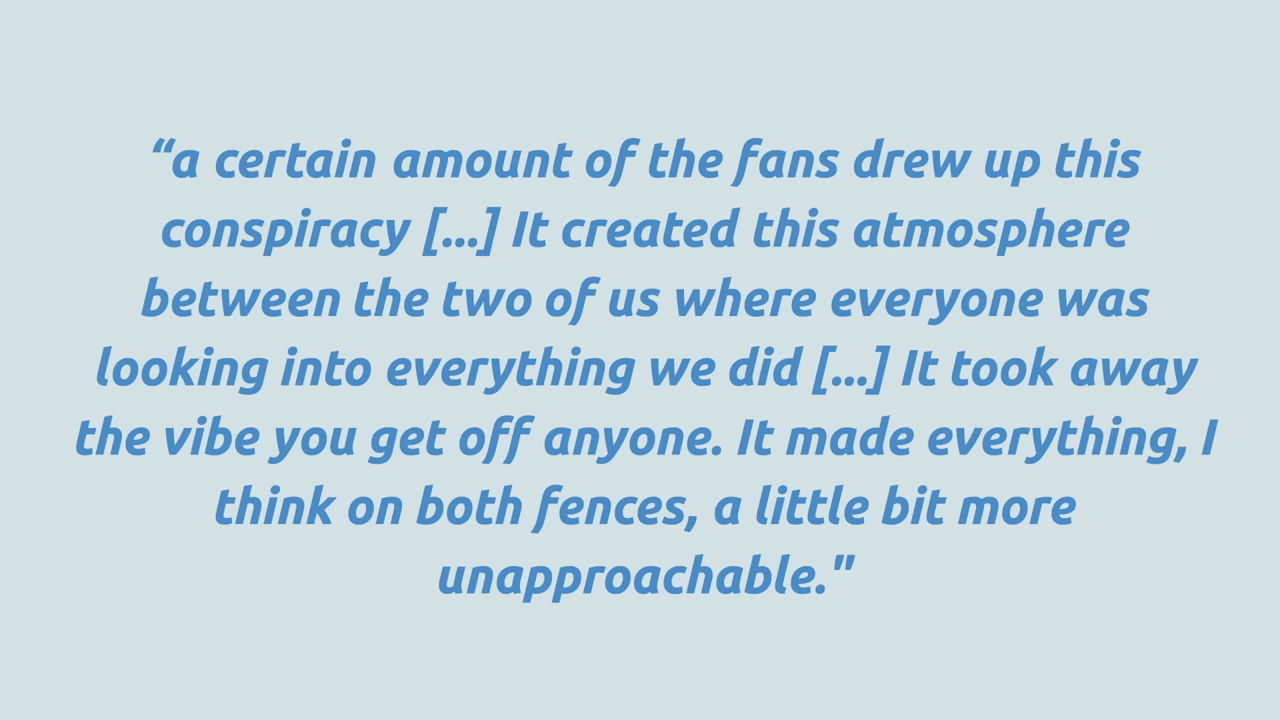 “a certain amount of the fans drew up this
conspiracy [...] It created this atmosphere
between the two of us where everyone was
looking into everything we did [...] It took away
the vibe you get off anyone. It made everything, I
think on both fences, a little bit more
unapproachable."